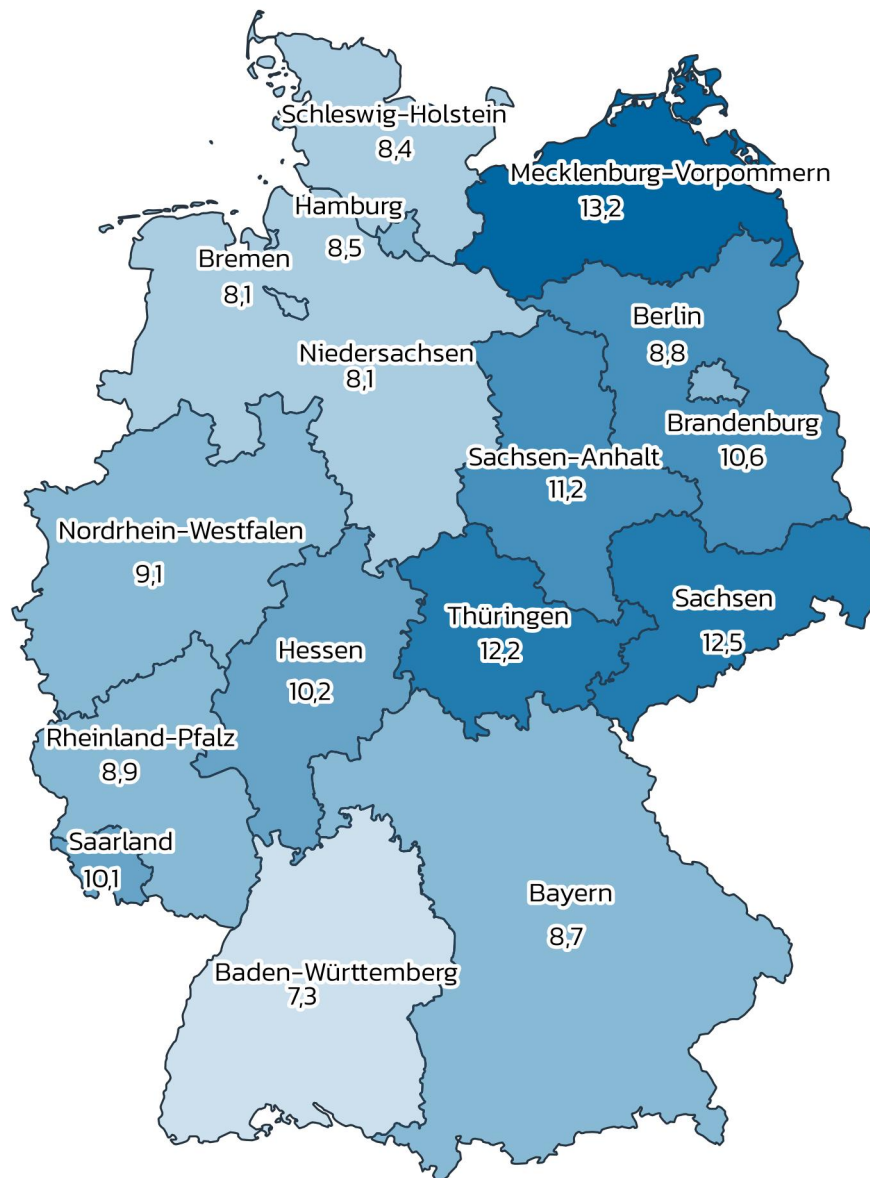 Schleswig-Holstein
8,4
Mecklenburg-Vorpommern
13,2
Hamburg
8,5
Bremen
8,1
Berlin
8,8
Niedersachsen
8,1
Brandenburg
10,6
Sachsen-Anhalt
11,2
Nordrhein-Westfalen
9,1
Sachsen
12,5
Thüringen
12,2
Hessen
10,2
Rheinland-Pfalz
8,9
Saarland
10,1
Bayern
8,7
Baden-Württemberg
7,3